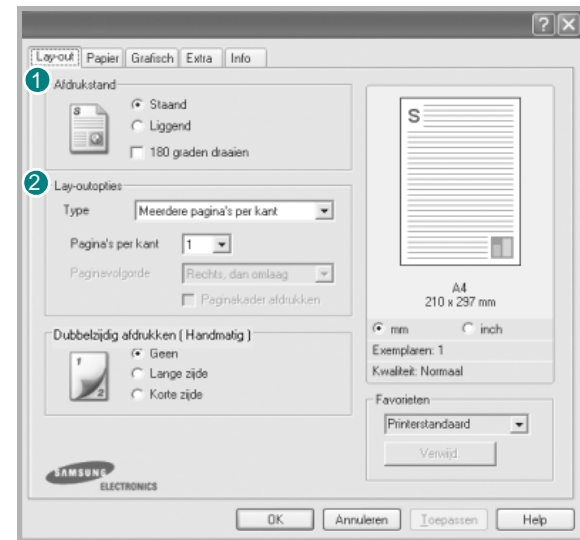 Lay-out Papier Grafisch Extra Info
1
Afdrukstand
Staand
Liggend
180 graden draaien
2
Lay-outopties
Type Meerdere pagina's per kant
Pagina's per kant 1
Paginavolgorde Rechts, dan omlaag
Paginakader afdrukken
Dubbelzijdig afdrukken ( Handmatig )
Geen
Lange zijde
Korte zijde
1
2
S
S
A4
210 x 297 mm
mm inch
Exemplaren: 1
Kwaliteit: Normaal
Favorieten
Printerstandaard
Verwijd.
SAMSUNG
ELECTRONICS
OK Annuleren Toepassen Help